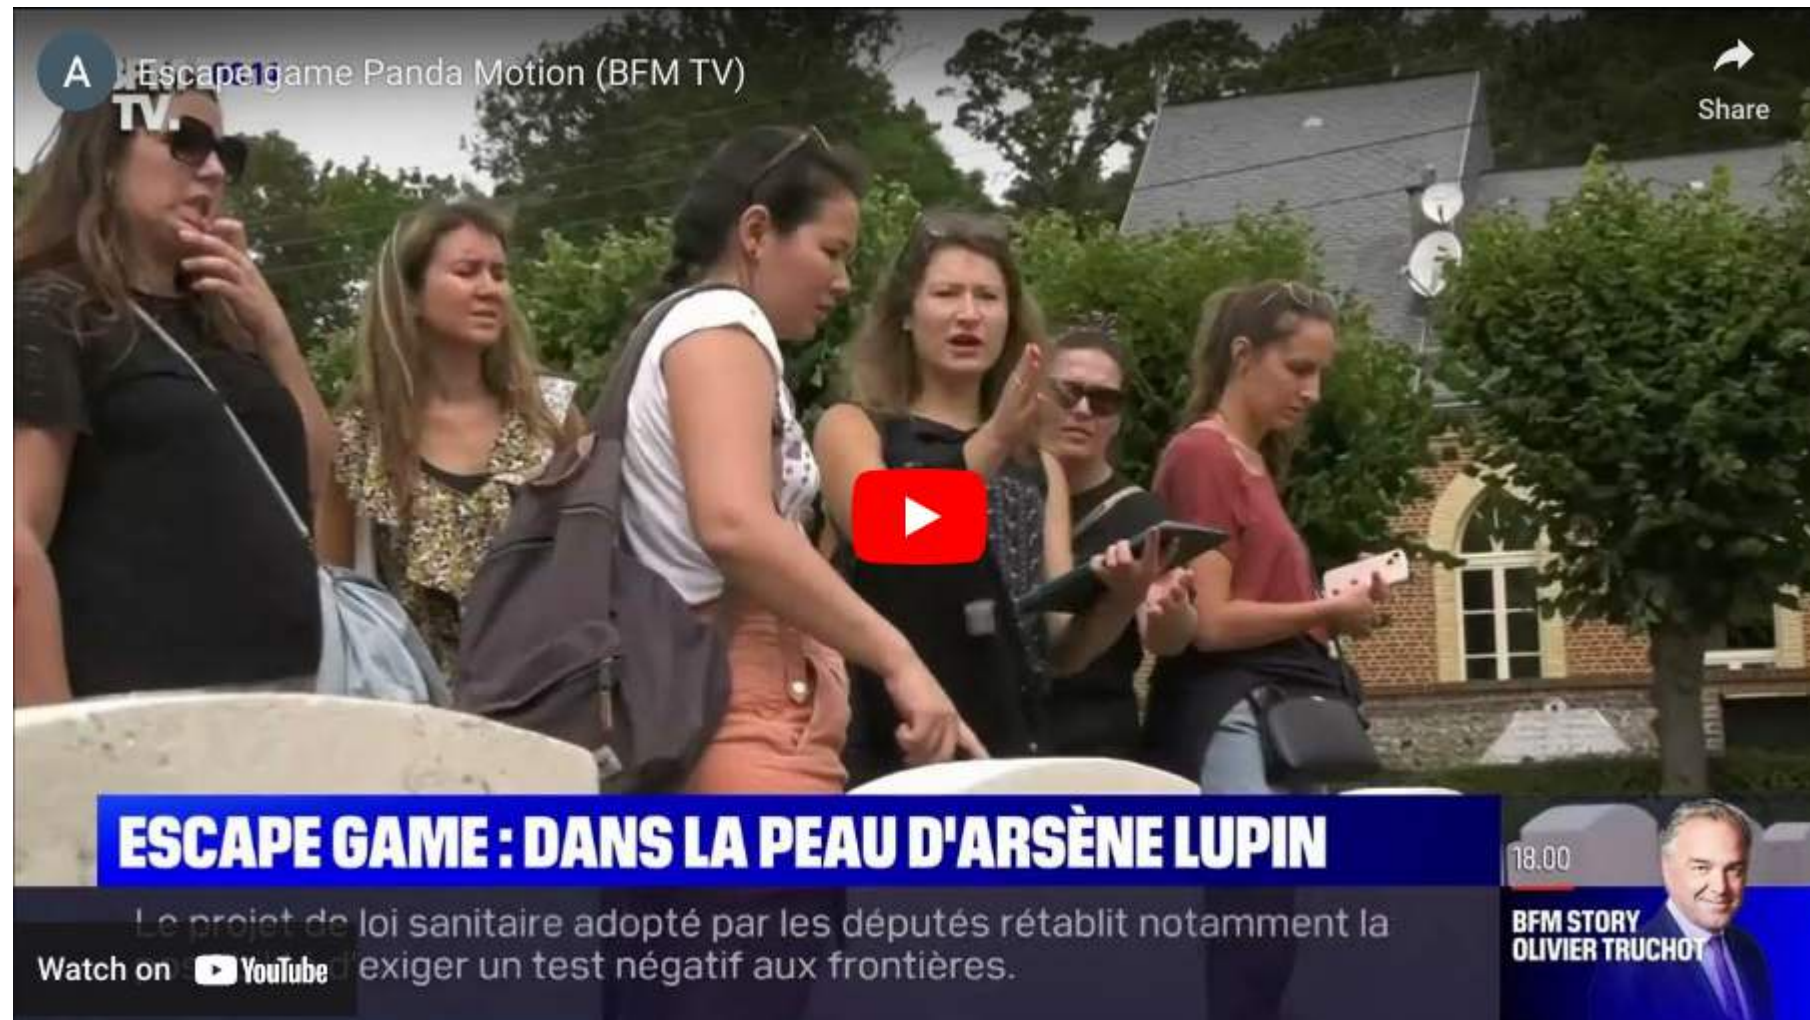 A
Escape game Panda Motion (BFM TV)
TV.
Share
ESCAPE GAME : DANS LA PEAU D'ARSÈNE LUPIN
18.00
Le projet de loi sanitaire adopté par les députés rétablit notamment la
d'exiger un test négatif aux frontières.
BFM STORY
OLIVIER TRUCHOT
Watch on YouTube